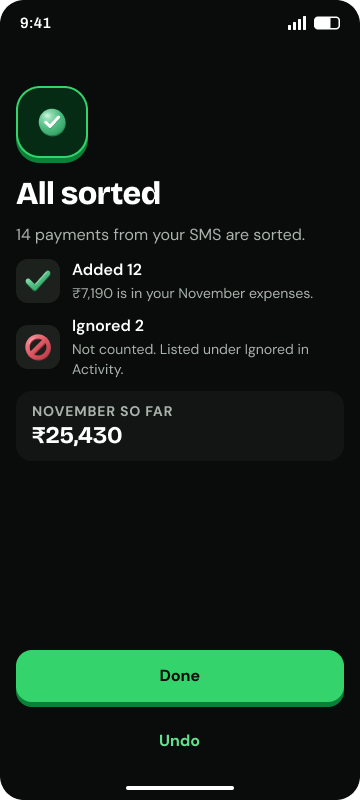 9:41
All sorted
14 payments from your SMS are sorted.
Added 12
₹7,190 is in your November expenses.
Ignored 2
Not counted. Listed under Ignored in
Activity.
NOVEMBER SO FAR
₹25,430
Done
Undo